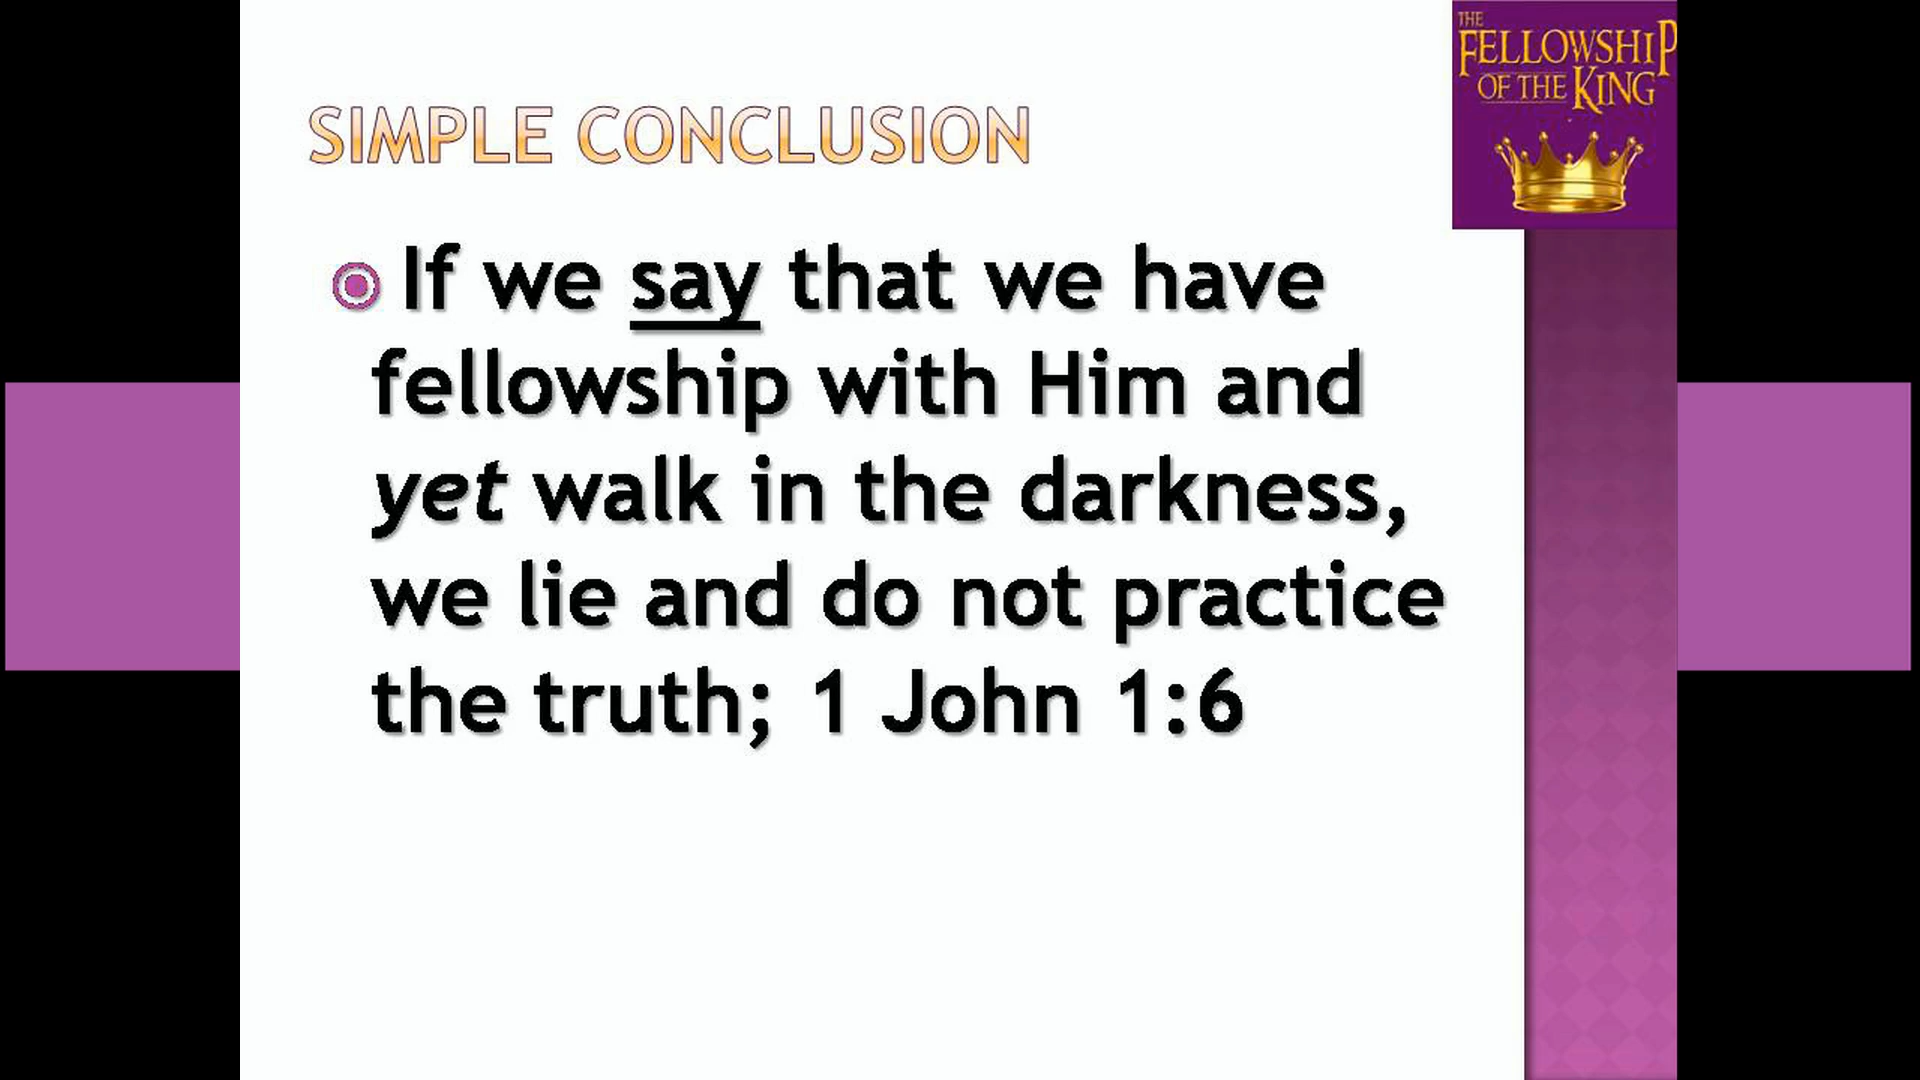 THE
FELLOWSHIP
OF THE KING
SIMPLE CONCLUSION
If we say that we have
fellowship with Him and
yet walk in the darkness,
we lie and do not practice
the truth; 1 John 1:6